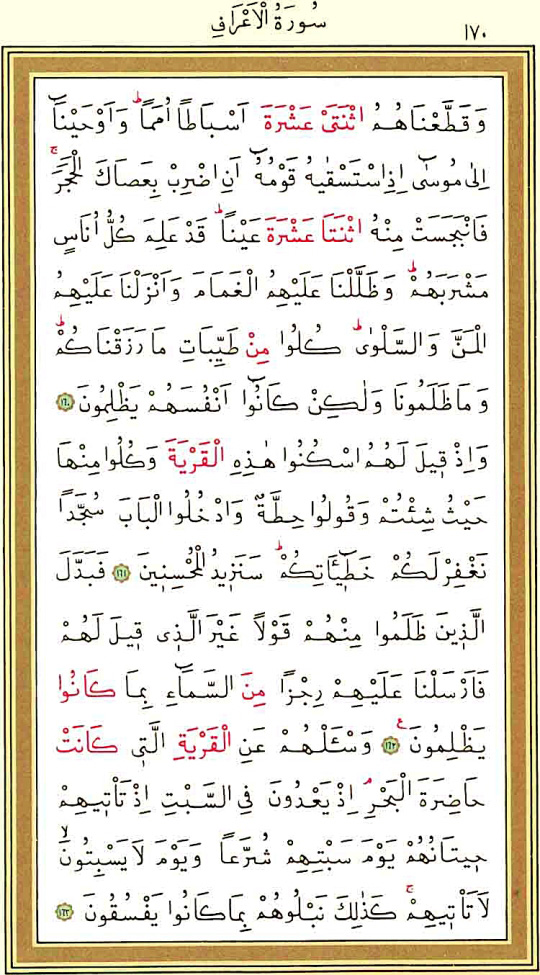 سُورَةُ الْاَعْرَافِ
١٧٠
وَقَطَّعْنَاهُمُ اثْنَتَىْ عَشْرَةَ اَسْبَاطًا اُمَمًاۜ وَاَوْحَيْنَٓا
اِلٰى مُوسٰٓى اِذِ اسْتَسْقٰيهُ قَوْمُهُٓ اَنِ اضْرِبْ بِعَصَاكَ الْحَجَرَۚ
فَانْبَجَسَتْ مِنْهُ اثْنَتَا عَشْرَةَ عَيْنًاۜ قَدْ عَلِمَ كُلُّ اُنَاسٍ
مَشْرَبَهُمْۜ وَظَلَّلْنَا عَلَيْهِمُ الْغَمَامَ وَاَنْزَلْنَا عَلَيْهِمُ
الْمَنَّ وَالسَّلْوٰىۜ كُلُوا مِنْ طَيِّبَاتِ مَا رَزَقْنَاكُمْۜ
وَمَا ظَلَمُونَا وَلٰكِنْ كَانُٓوا اَنْفُسَهُمْ يَظْلِمُونَ ﴿١٦٠﴾
وَاِذْ قٖيلَ لَهُمُ اسْكُنُوا هٰذِهِ الْقَرْيَةَ وَكُلُوا مِنْهَا
حَيْثُ شِئْتُمْ وَقُولُوا حِطَّةٌ وَادْخُلُوا الْبَابَ سُجَّدًا
نَغْفِرْ لَكُمْ خَطٖٓيـَٔاتِكُمْۜ سَنَزٖيدُ الْمُحْسِنٖينَ ﴿١٦١﴾ فَبَدَّلَ
الَّذٖينَ ظَلَمُوا مِنْهُمْ قَوْلًا غَيْرَ الَّذٖى قٖيلَ لَهُمْ
فَاَرْسَلْنَا عَلَيْهِمْ رِجْزًا مِنَ السَّمَٓاءِ بِمَا كَانُوا
يَظْلِمُونَ ﴿١٦٢﴾ۧ وَسْـَٔلْهُمْ عَنِ الْقَرْيَةِ الَّتٖى كَانَتْ
حَاضِرَةَ الْبَحْرِۢ اِذْ يَعْدُونَ فِى السَّبْتِ اِذْ تَأْتٖيهِمْ
حٖيتَانُهُمْ يَوْمَ سَبْتِهِمْ شُرَّعًا وَيَوْمَ لَا يَسْبِتُونَۙ
لَا تَأْتٖيهِمْۚ كَذٰلِكَ نَبْلُوهُمْ بِمَا كَانُوا يَفْسُقُونَ ﴿١٦٣﴾